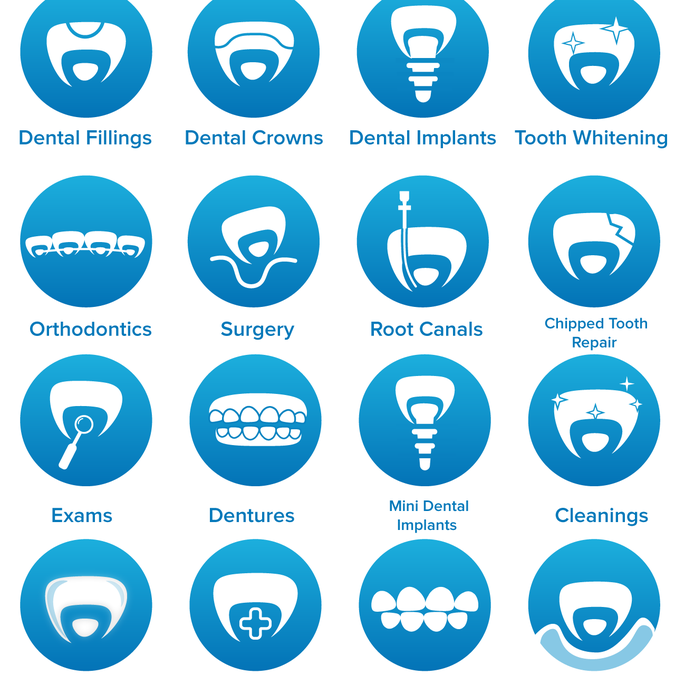 Dental Fillings
Dental Crowns
Dental Implants
Tooth Whitening
Orthodontics
Surgery
Root Canals
Chipped Tooth
Repair
Exams
Dentures
Mini Dental
Implants
Cleanings